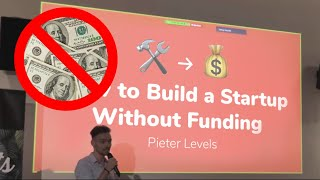 to Build a Startup
Without Funding
Pieter Levels